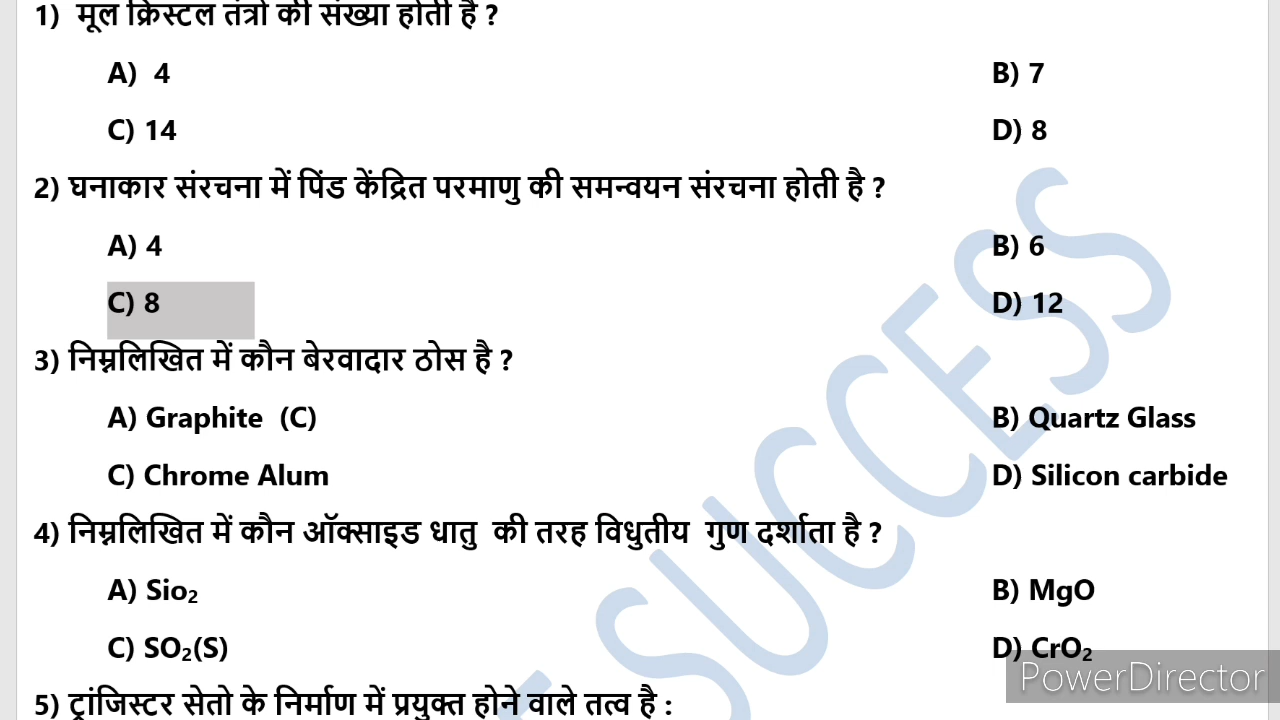 1) मूल क्रिस्टल तंत्रो की संख्या होती है ?
A) 4 B) 7
C) 14 D) 8
2) घनाकार संरचना में पिंड केंद्रित परमाणु की समन्वयन संरचना होती है ?
A) 4 B) 6
C) 8 D) 12
3) निम्नलिखित में कौन बेरवादार ठोस है ?
A) Graphite (C) B) Quartz Glass
C) Chrome Alum D) Silicon carbide
4) निम्नलिखित में कौन ऑक्साइड धातु की तरह विधुतीय गुण दर्शाता है ?
A) Sio₂ B) MgO
C) SO₂(S) D) CrO₂
5) ट्रांजिस्टर सेतो के निर्माण में प्रयुक्त होने वाले तत्व है :
E SUCCESS
PowerDirector